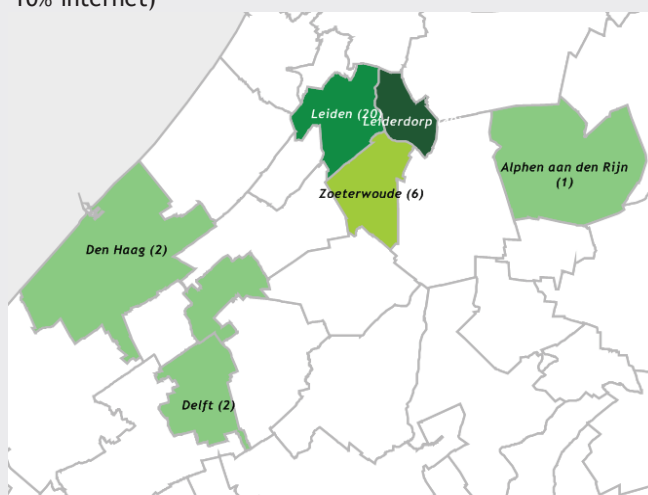 10% internet)
Leiden (20)
Leiderdorp
Alphen aan den Rijn
(1)
Zoeterwoude (6)
Den Haag (2)
Delft (2)